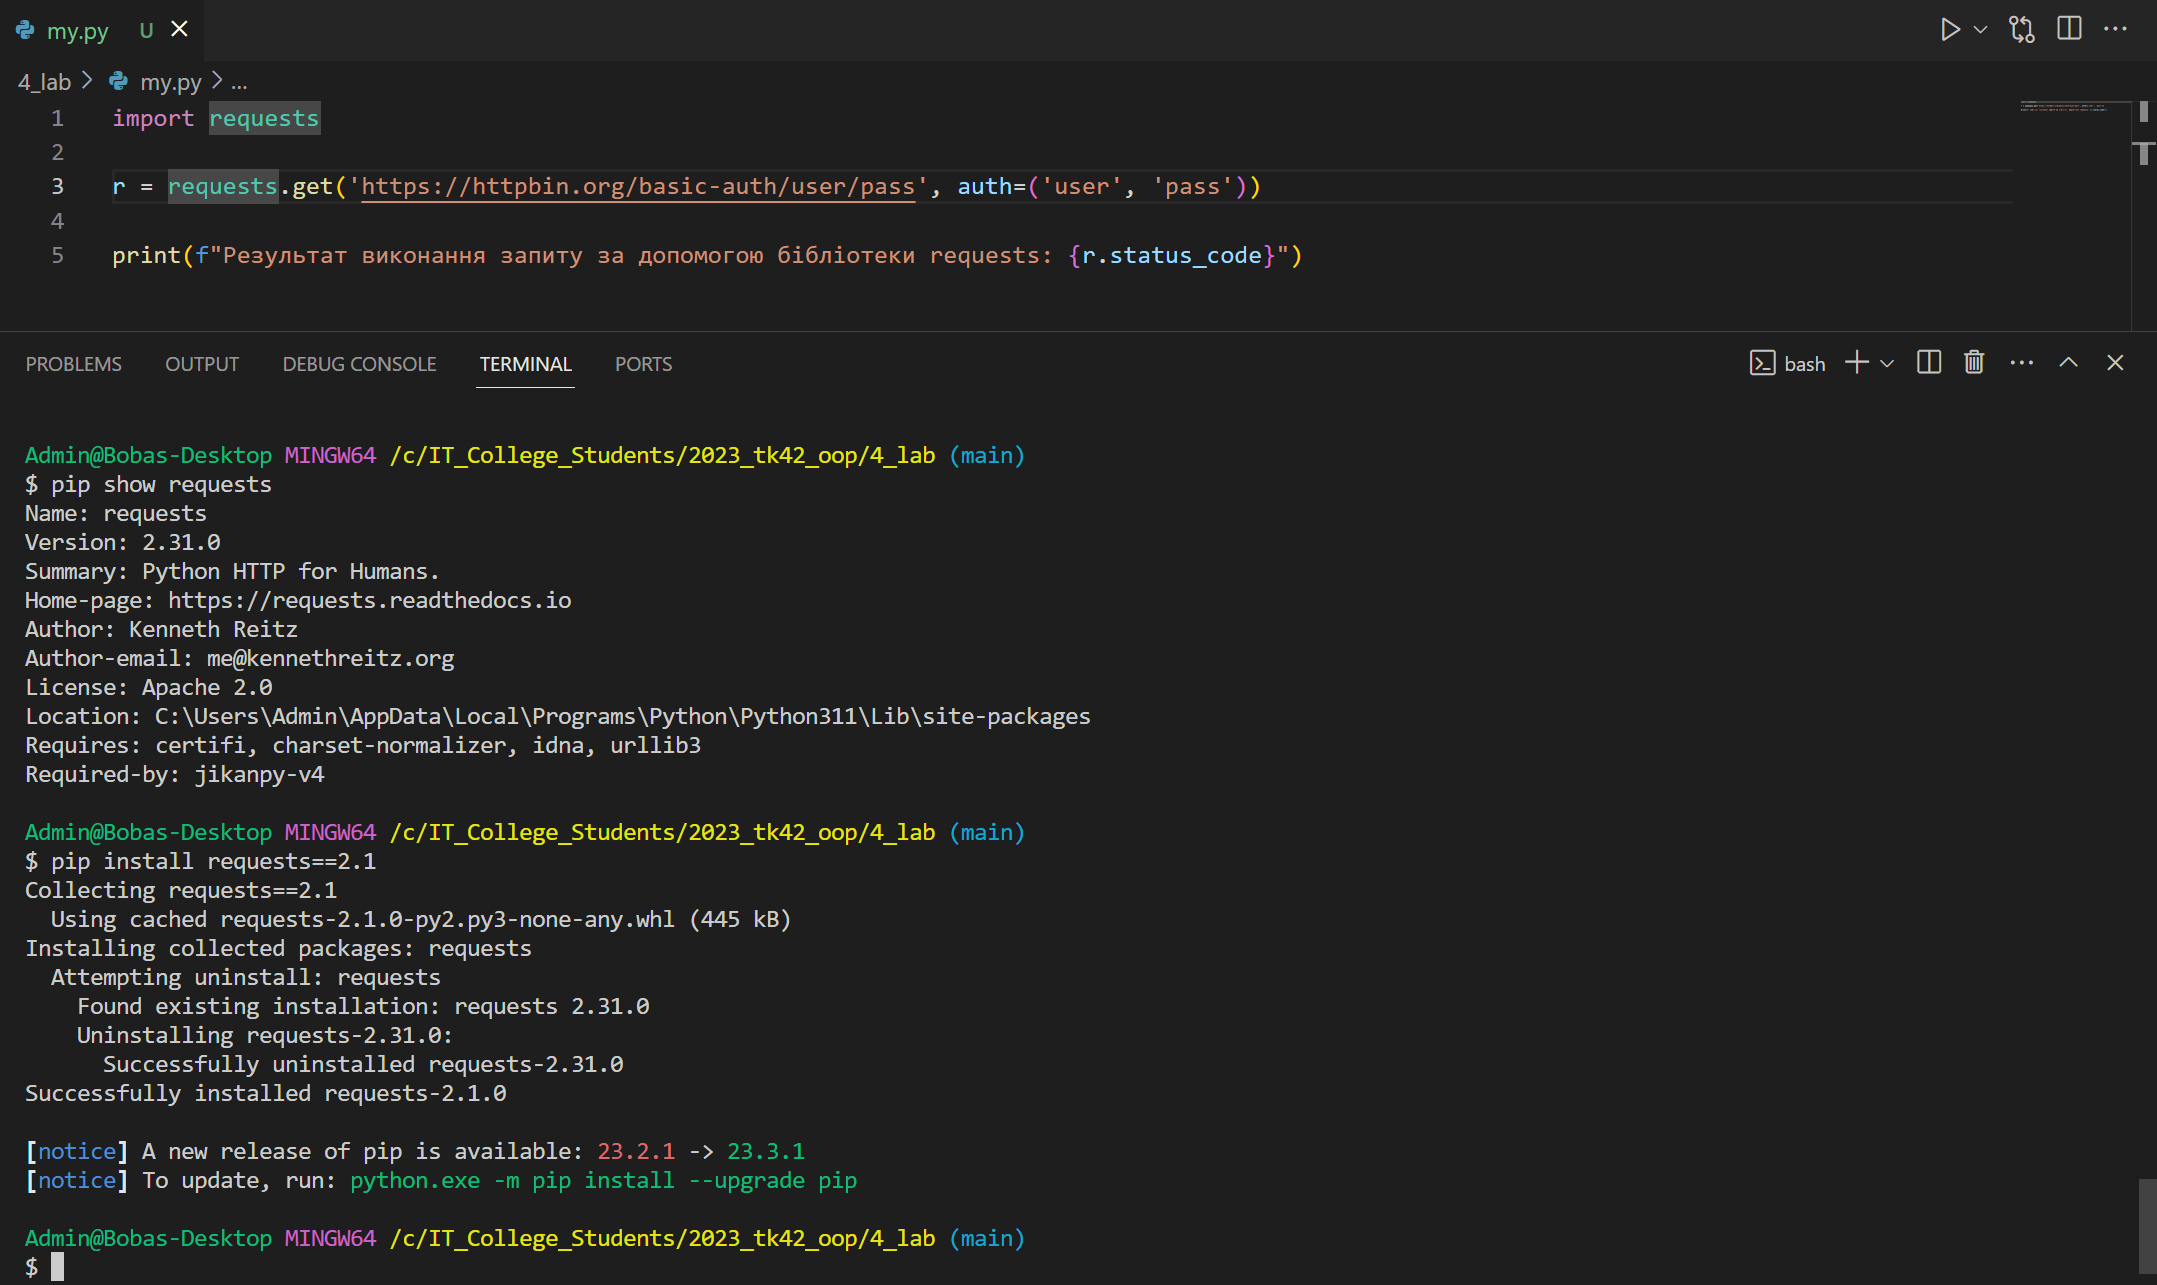 my.py U
4_lab > my.py > ...
1 import requests
2
3 r = requests.get('https://httpbin.org/basic-auth/user/pass', auth=('user', 'pass'))
4
5 print(f"Результат виконання запиту за допомогою бібліотеки requests: {r.status_code}")
PROBLEMS OUTPUT DEBUG CONSOLE TERMINAL PORTS bash
Admin@Bobas-Desktop MINGW64 /c/IT_College_Students/2023_tk42_oop/4_lab (main)
$ pip show requests
Name: requests
Version: 2.31.0
Summary: Python HTTP for Humans.
Home-page: https://requests.readthedocs.io
Author: Kenneth Reitz
Author-email: me@kennethreitz.org
License: Apache 2.0
Location: C:\Users\Admin\AppData\Local\Programs\Python\Python311\Lib\site-packages
Requires: certifi, charset-normalizer, idna, urllib3
Required-by: jikanpy-v4
Admin@Bobas-Desktop MINGW64 /c/IT_College_Students/2023_tk42_oop/4_lab (main)
$ pip install requests==2.1
Collecting requests==2.1
Using cached requests-2.1.0-py2.py3-none-any.whl (445 kB)
Installing collected packages: requests
Attempting uninstall: requests
Found existing installation: requests 2.31.0
Uninstalling requests-2.31.0:
Successfully uninstalled requests-2.31.0
Successfully installed requests-2.1.0
[notice] A new release of pip is available: 23.2.1 -> 23.3.1
[notice] To update, run: python.exe -m pip install --upgrade pip
Admin@Bobas-Desktop MINGW64 /c/IT_College_Students/2023_tk42_oop/4_lab (main)
$